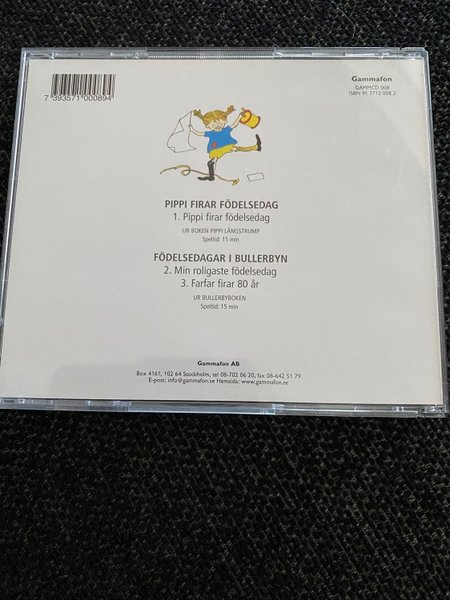 7 393571 000894
Gammafon
GAMMCD 008
ISBN 91 7712 008 2
PIPPI FIRAR FÖDELSEDAG
1. Pippi firar födelsedag
UR BOKEN PIPPI LÅNGSTRUMP
Speltid: 15 min
FÖDELSEDAGAR I BULLERBYN
2. Min roligaste födelsedag
3. Farfar firar 80 år
UR BULLERBYBOKEN
Speltid: 15 min
Gammafon AB
Box 4161, 102 64 Stockholm, tel 08-702 06 20, fax 08-642 51 79
E-post: info@gammafon.se Hemsida: www.gammafon.se